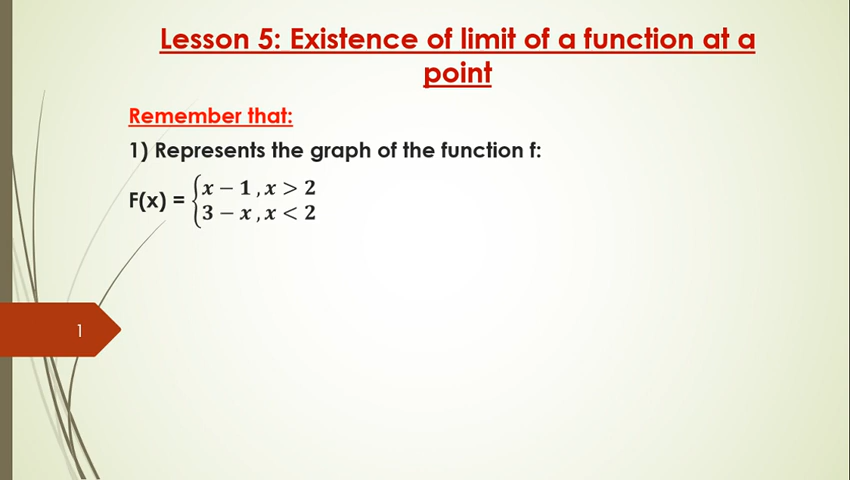 Lesson 5: Existence of limit of a function at a
point
Remember that:
1) Represents the graph of the function f:
F(x) = {x − 1 , x > 2
3 − x , x < 2
1